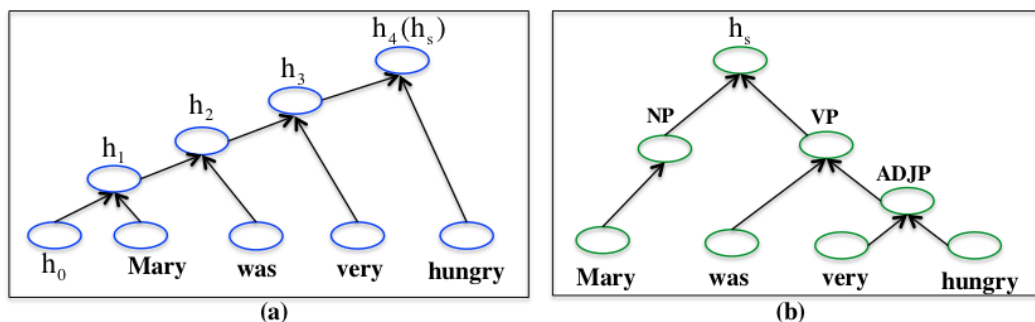 h4(hs)
h3
h2
h1
h0
Mary
was
very
hungry
(a)
hs
NP
VP
ADJP
Mary
was
very
hungry
(b)